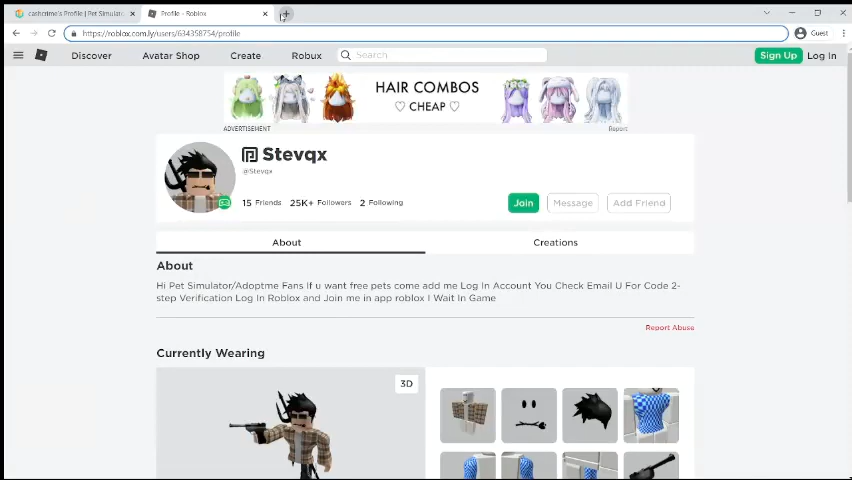 cashcrime's Profile | Pet Simulat
Profile - Roblox
https://roblox.com.ly/users/634358754/profile
Guest
Discover Avatar Shop Create Robux Search Sign Up Log In
HAIR COMBOS
♡ CHEAP ♡
ADVERTISEMENT Report
Stevqx
@Stevqx
15 Friends 25K+ Followers 2 Following Join Message Add Friend
About Creations
About
Hi Pet Simulator/Adoptme Fans If u want free pets come add me Log In Account You Check Email U For Code 2-
step Verification Log In Roblox and Join me in app roblox I Wait In Game
Report Abuse
Currently Wearing
3D